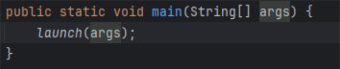 public static void main(String[] args) {
    launch(args);
}